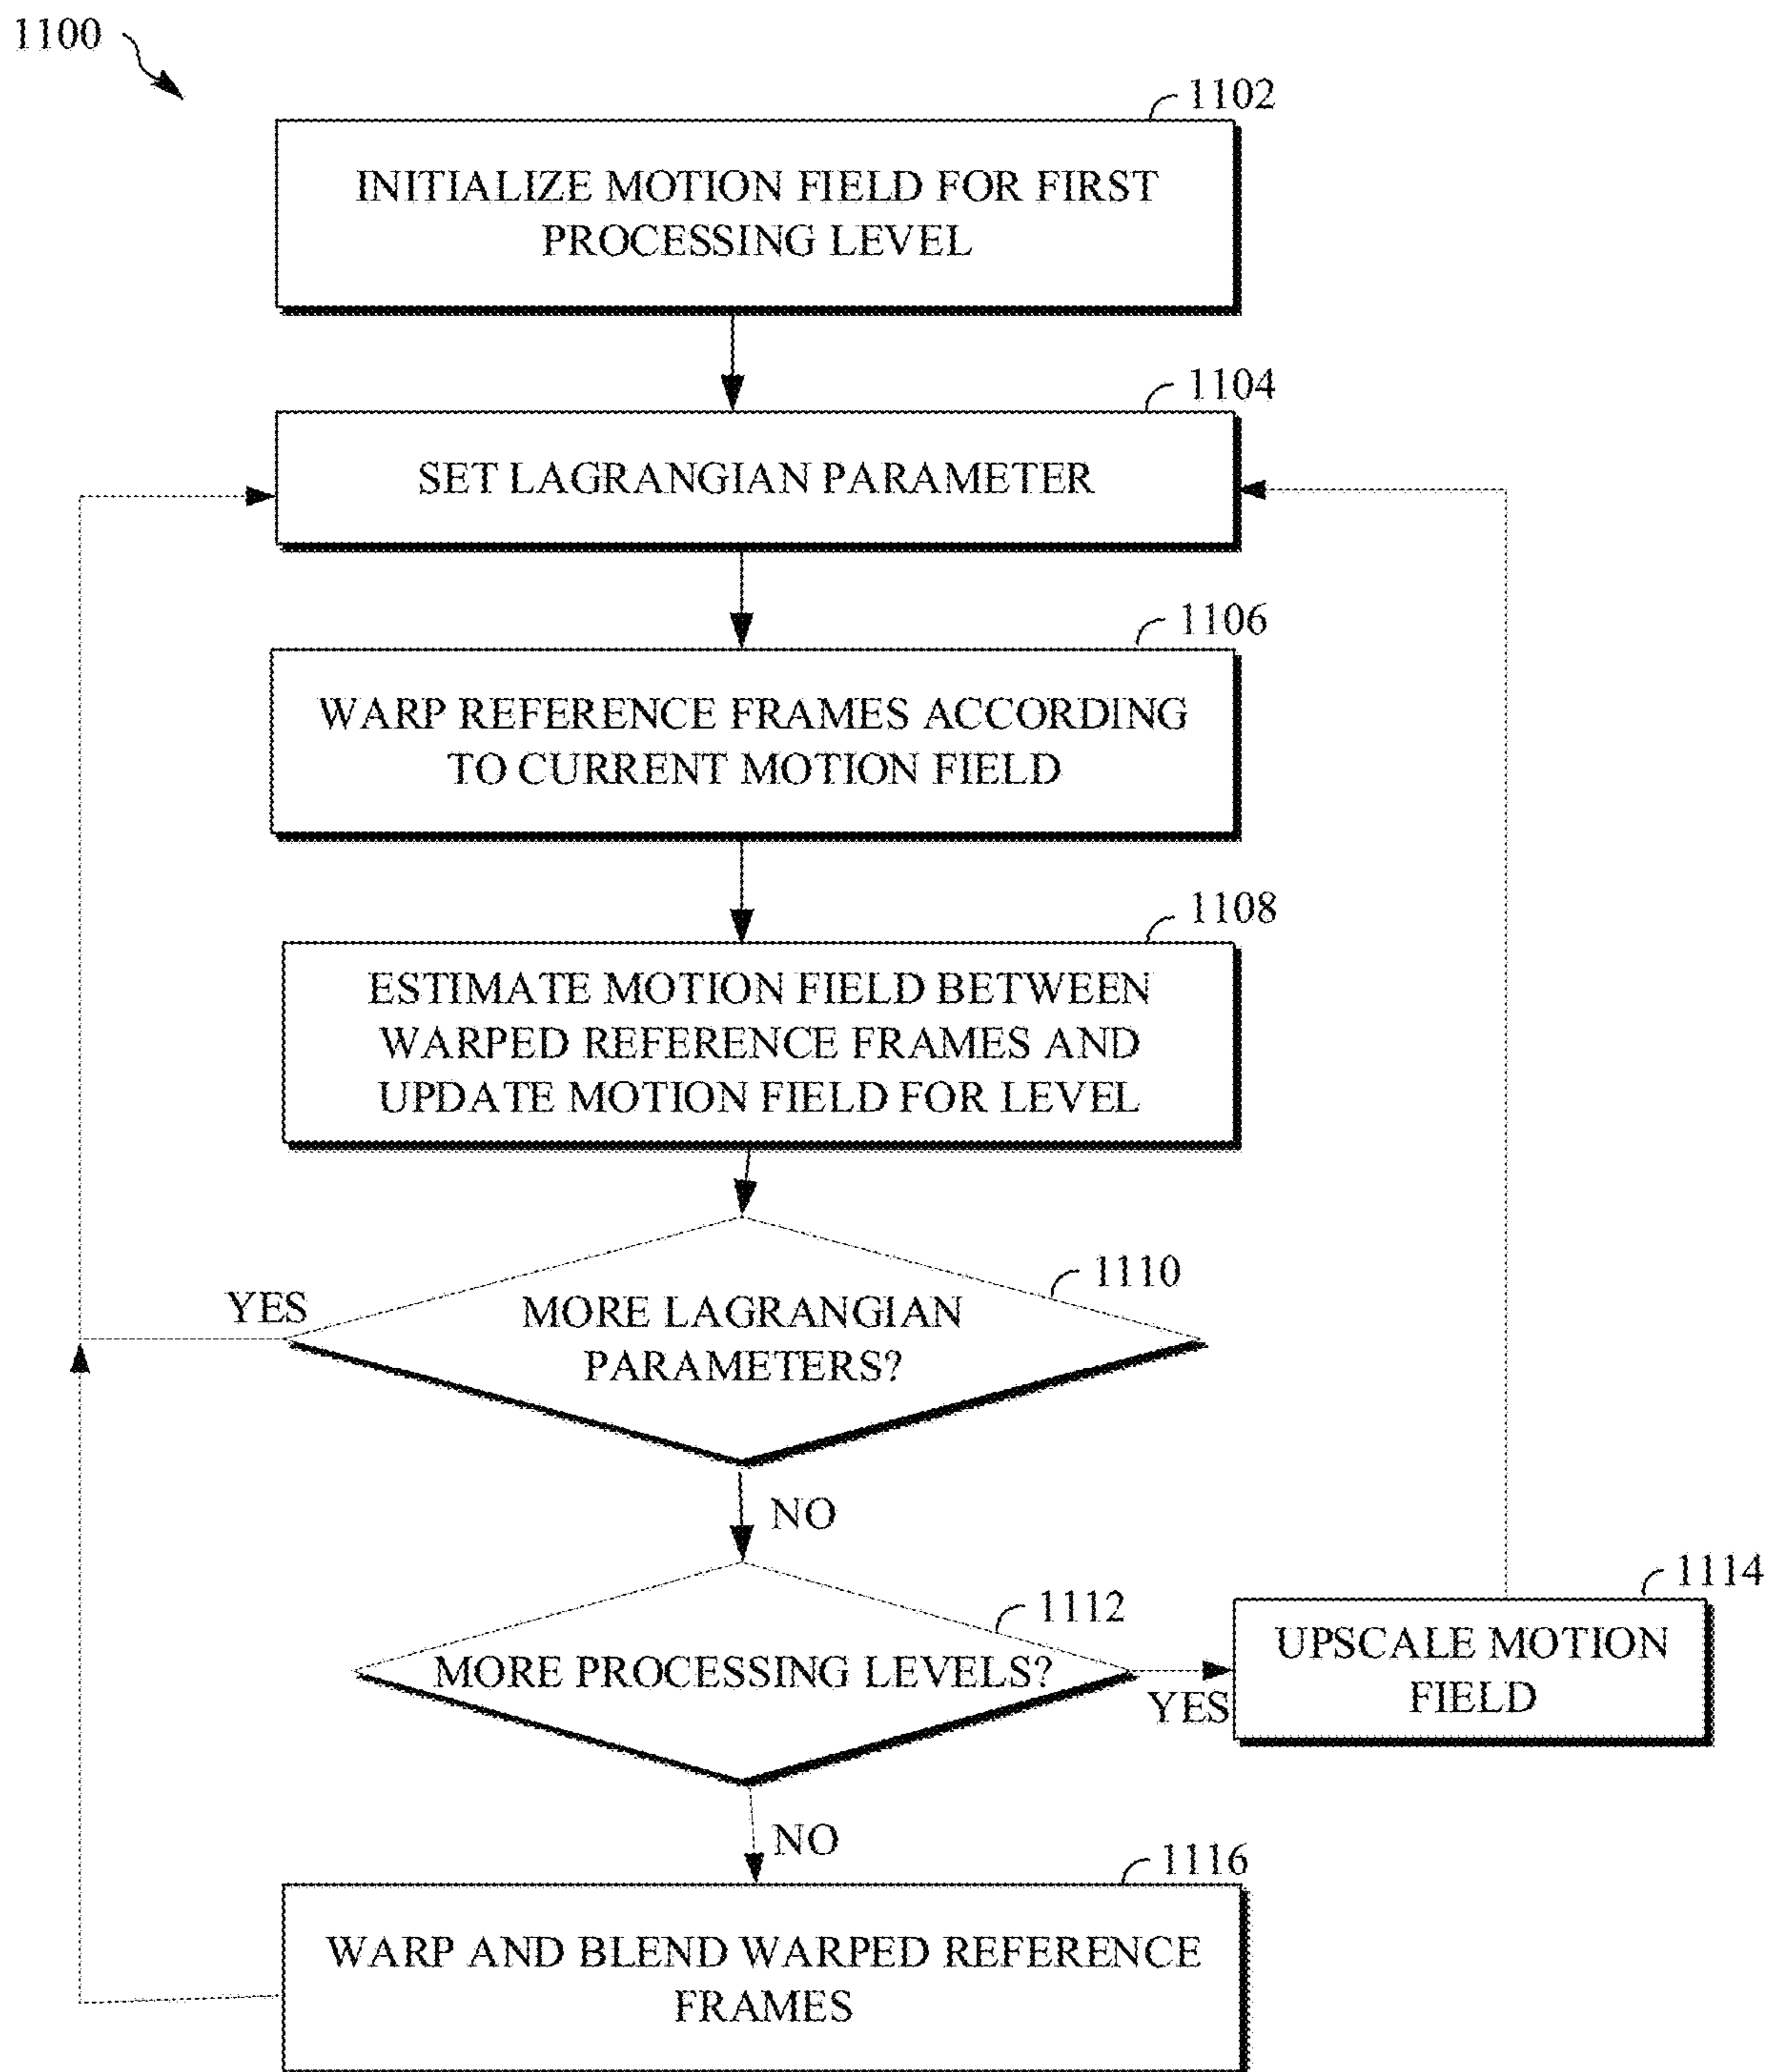 1100
1102
INITIALIZE MOTION FIELD FOR FIRST
PROCESSING LEVEL
1104
SET LAGRANGIAN PARAMETER
1106
WARP REFERENCE FRAMES ACCORDING
TO CURRENT MOTION FIELD
1108
ESTIMATE MOTION FIELD BETWEEN
WARPED REFERENCE FRAMES AND
UPDATE MOTION FIELD FOR LEVEL
1110
YES
MORE LAGRANGIAN
PARAMETERS?
NO
1112
MORE PROCESSING LEVELS?
YES
1114
UPSCALE MOTION
FIELD
NO
1116
WARP AND BLEND WARPED REFERENCE
FRAMES